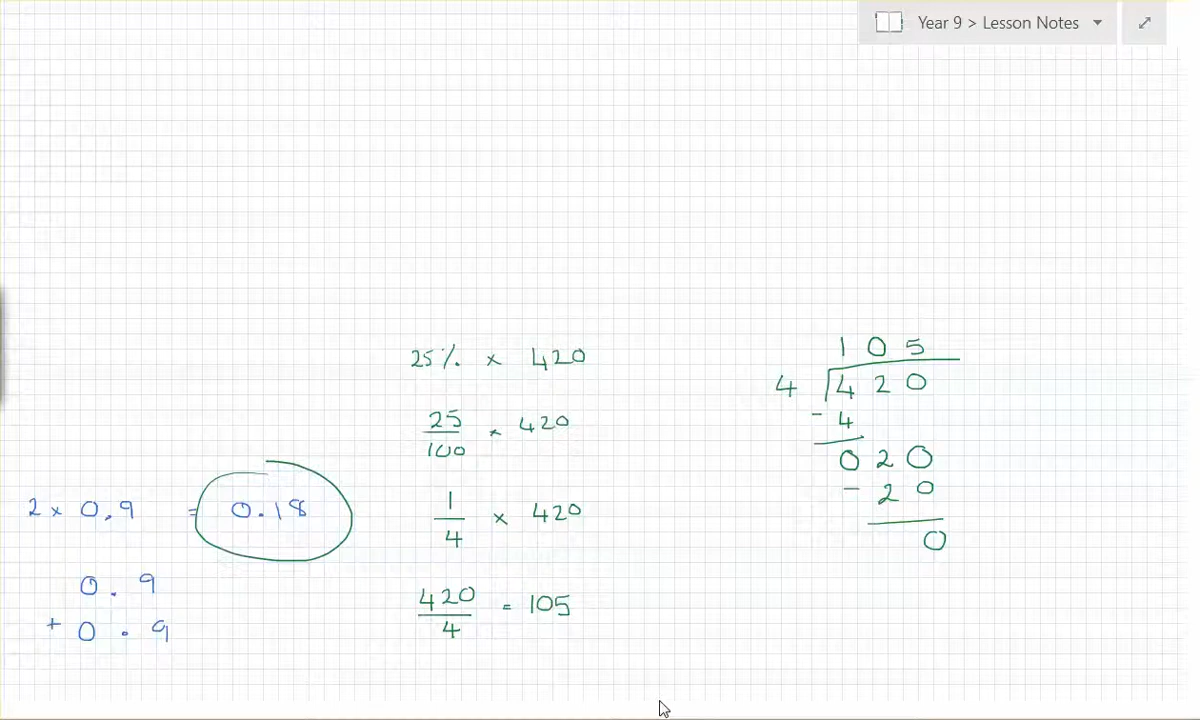 Year 9 > Lesson Notes
2 × 0.9 = 0.18
0.9
+ 0.9
25% × 420
25/100 × 420
1/4 × 420
420/4 = 105
105
4 420
- 4
020
- 20
0